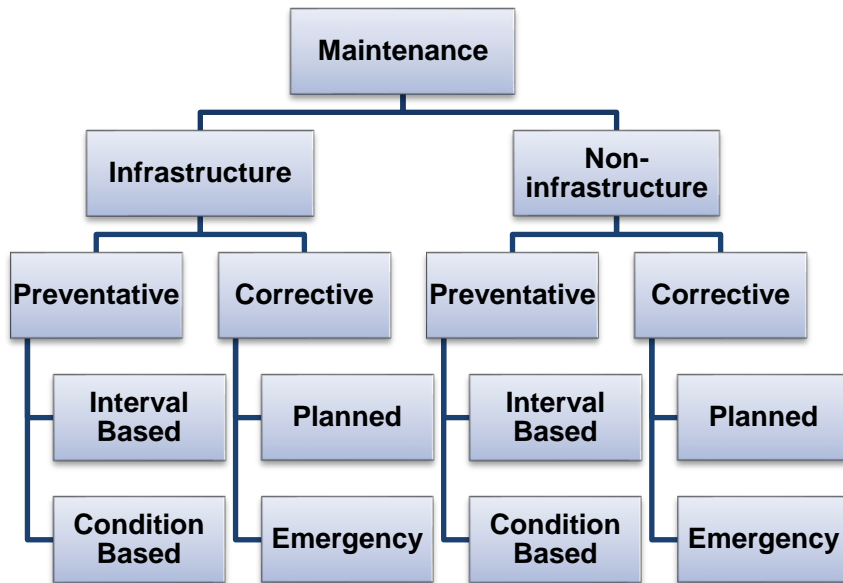 Maintenance
Infrastructure
Non-
infrastructure
Preventative
Corrective
Preventative
Corrective
Interval
Based
Planned
Interval
Based
Planned
Condition
Based
Emergency
Condition
Based
Emergency